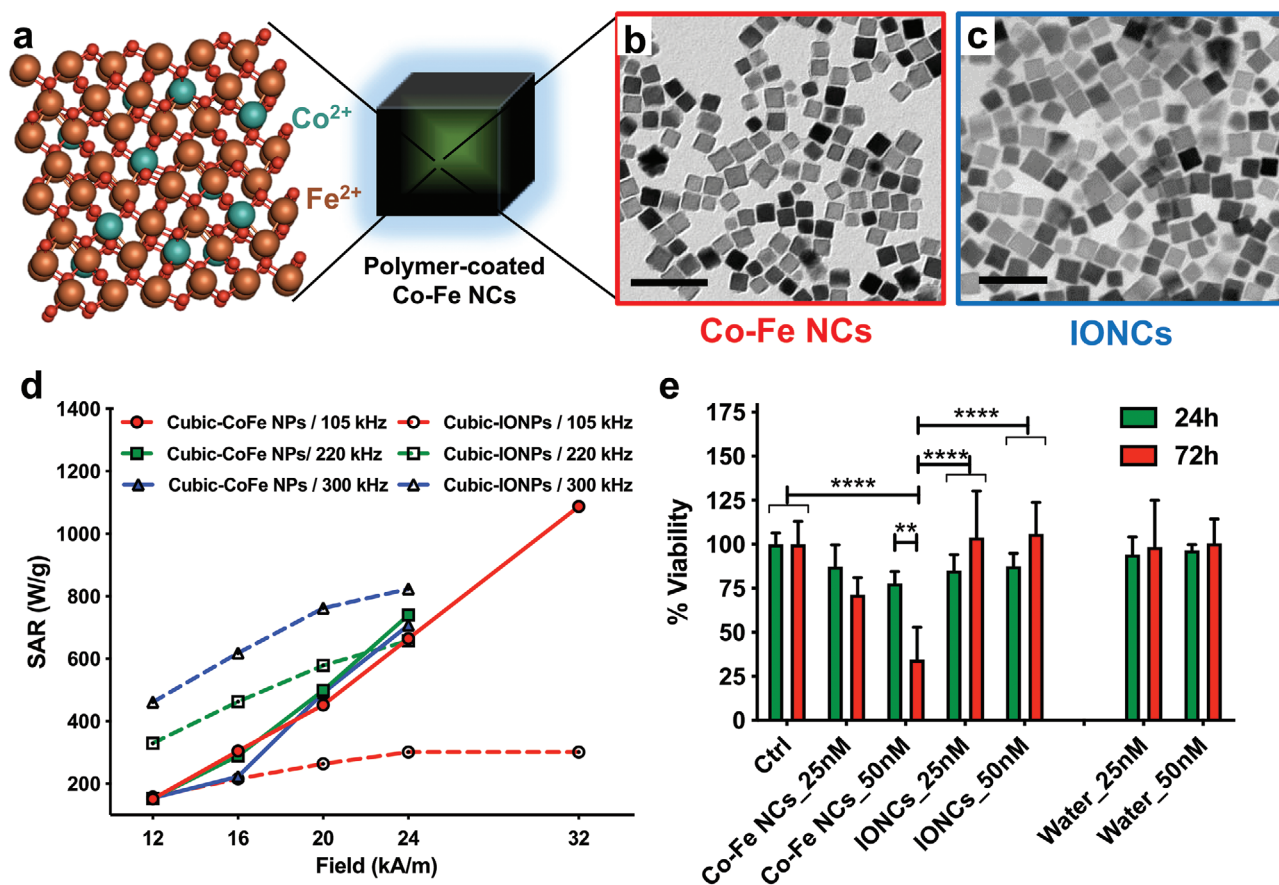 a
Co2+
Fe2+
Polymer-coated
Co-Fe NCs
b
Co-Fe NCs
c
IONCs
d
1400
1200
1000
800
600
400
200
SAR (W/g)
Cubic-CoFe NPs / 105 kHz
Cubic-IONPs / 105 kHz
Cubic-CoFe NPs/ 220 kHz
Cubic-IONPs / 220 kHz
Cubic-CoFe NPs / 300 kHz
Cubic-IONPs / 300 kHz
12
16
20
24
32
Field (kA/m)
e
175
150
125
100
75
50
25
0
% Viability
****
****
****
**
24h
72h
Ctrl
Co-Fe NCs_25nM
Co-Fe NCs_50nM
IONCs_25nM
IONCs_50nM
Water_25nM
Water_50nM